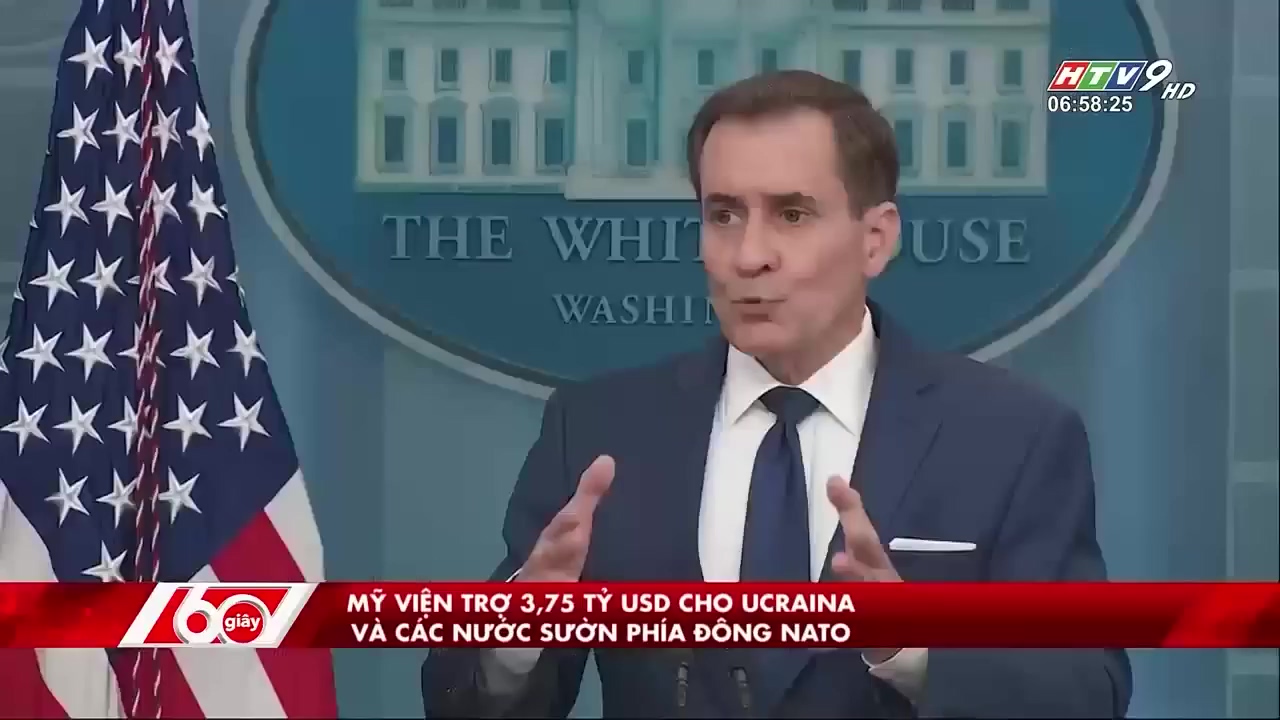 HTV9 HD
06:58:25
THE WHIT USE
WASHIN
60 giây
MỸ VIỆN TRỢ 3,75 TỶ USD CHO UCRAINA
VÀ CÁC NƯỚC SƯỜN PHÍA ĐÔNG NATO